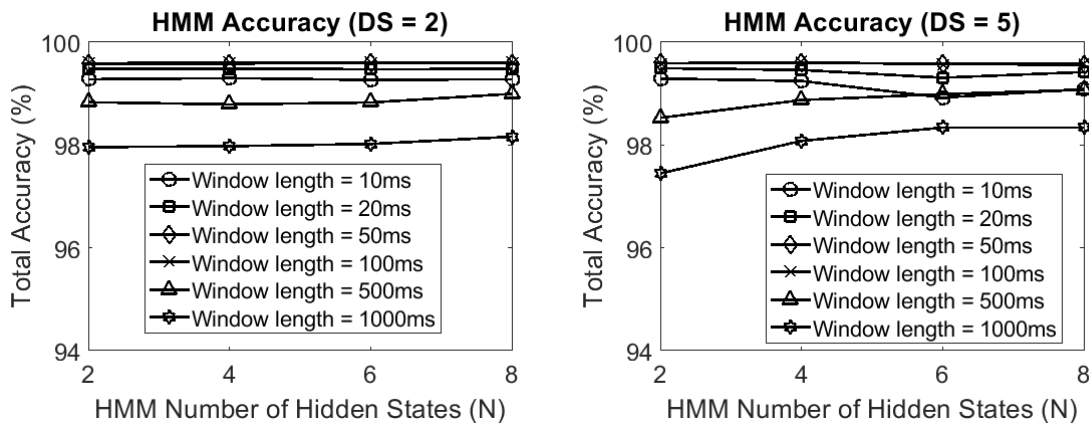 HMM Accuracy (DS = 2)
100
98
96
94
Total Accuracy (%)
Window length = 10ms
Window length = 20ms
Window length = 50ms
Window length = 100ms
Window length = 500ms
Window length = 1000ms
2 4 6 8
HMM Number of Hidden States (N)
HMM Accuracy (DS = 5)
100
98
96
94
Total Accuracy (%)
Window length = 10ms
Window length = 20ms
Window length = 50ms
Window length = 100ms
Window length = 500ms
Window length = 1000ms
2 4 6 8
HMM Number of Hidden States (N)